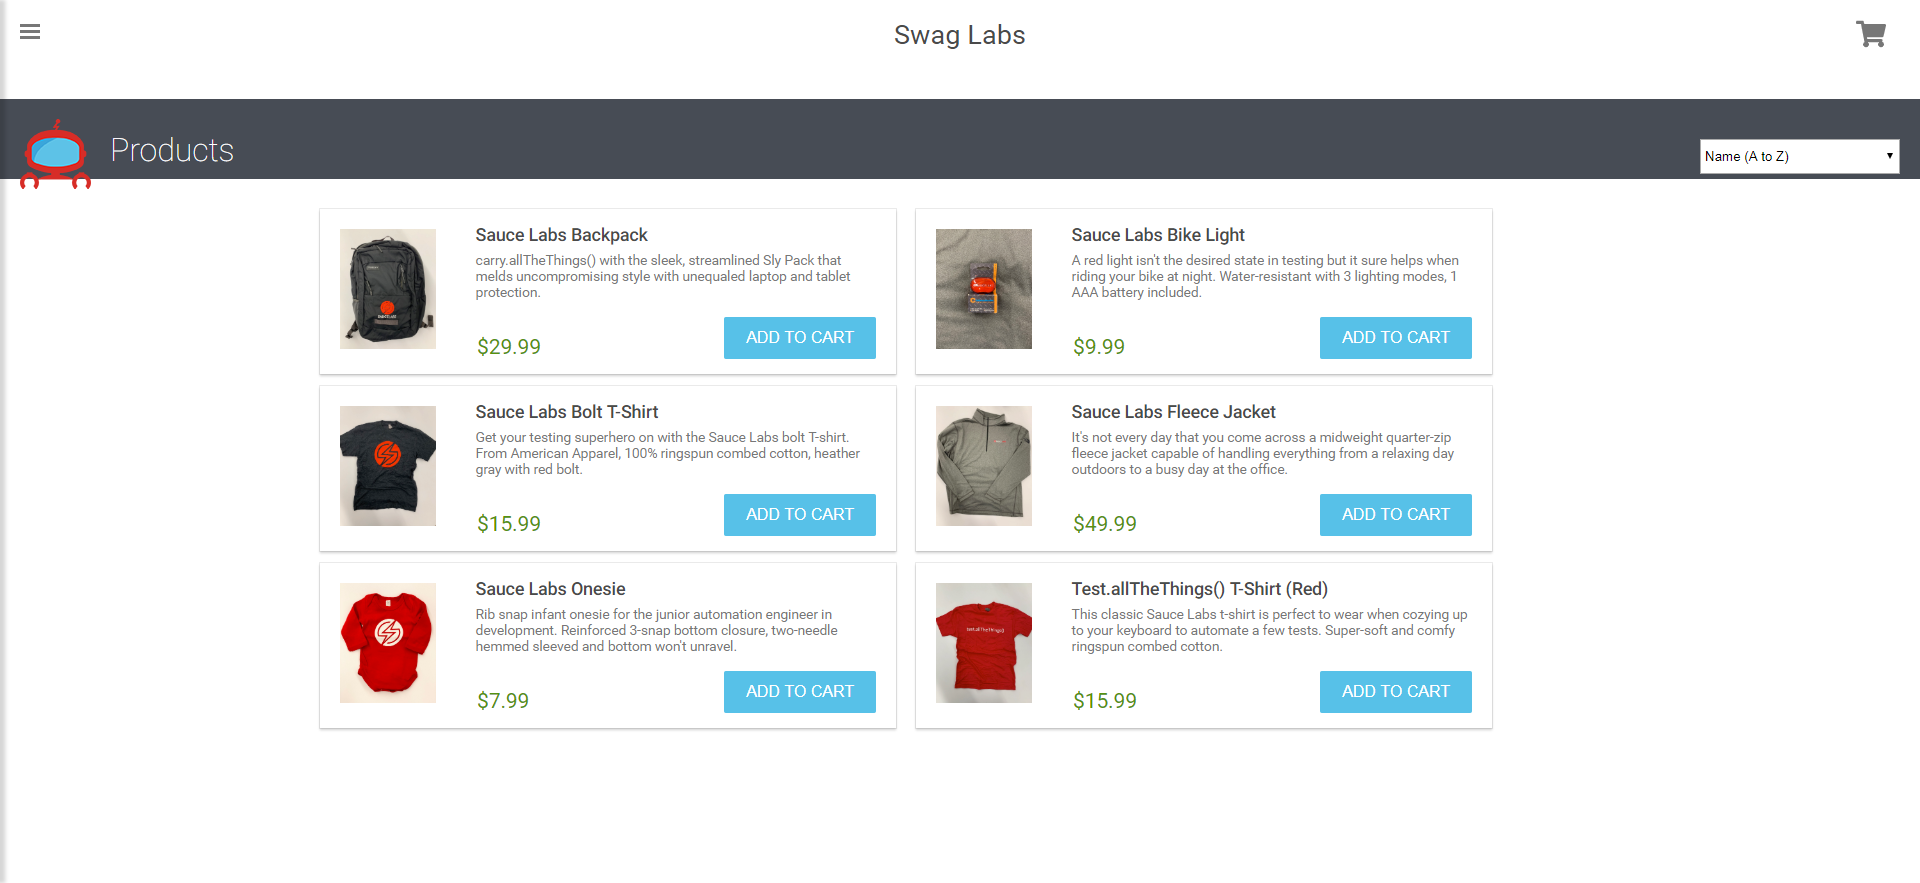 Swag Labs
Products
Name (A to Z)
Sauce Labs Backpack
carry.allTheThings() with the sleek, streamlined Sly Pack that
melds uncompromising style with unequaled laptop and tablet
protection.
$29.99
ADD TO CART
Sauce Labs Bike Light
A red light isn't the desired state in testing but it sure helps when
riding your bike at night. Water-resistant with 3 lighting modes, 1
AAA battery included.
$9.99
ADD TO CART
Sauce Labs Bolt T-Shirt
Get your testing superhero on with the Sauce Labs bolt T-shirt.
From American Apparel, 100% ringspun combed cotton, heather
gray with red bolt.
$15.99
ADD TO CART
Sauce Labs Fleece Jacket
It's not every day that you come across a midweight quarter-zip
fleece jacket capable of handling everything from a relaxing day
outdoors to a busy day at the office.
$49.99
ADD TO CART
Sauce Labs Onesie
Rib snap infant onesie for the junior automation engineer in
development. Reinforced 3-snap bottom closure, two-needle
hemmed sleeved and bottom won't unravel.
$7.99
ADD TO CART
test.allTheThings()
Test.allTheThings() T-Shirt (Red)
This classic Sauce Labs t-shirt is perfect to wear when cozying up
to your keyboard to automate a few tests. Super-soft and comfy
ringspun combed cotton.
$15.99
ADD TO CART